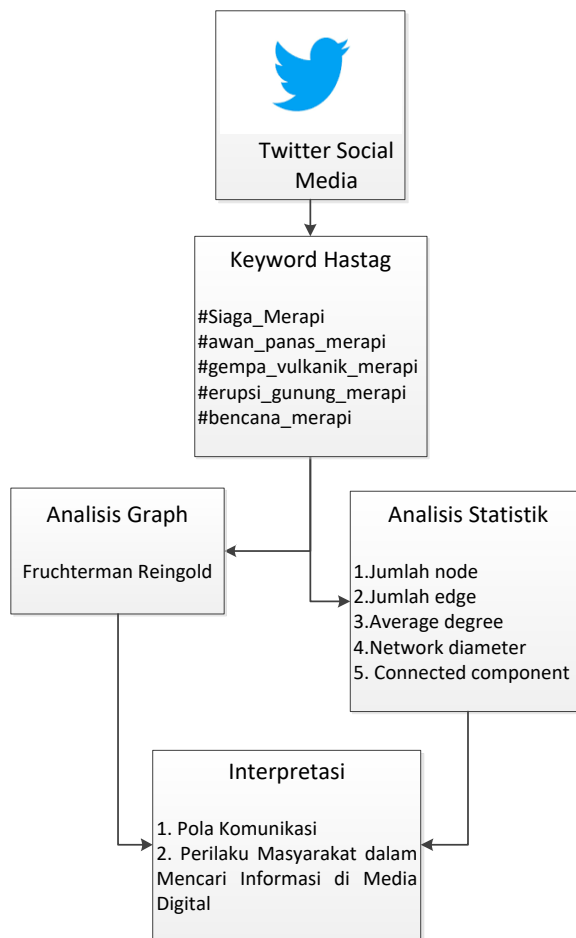 Twitter Social
Media
Keyword Hastag
#Siaga_Merapi
#awan_panas_merapi
#gempa_vulkanik_merapi
#erupsi_gunung_merapi
#bencana_merapi
Analisis Graph
Fruchterman Reingold
Analisis Statistik
1.Jumlah node
2.Jumlah edge
3.Average degree
4.Network diameter
5. Connected component
Interpretasi
1. Pola Komunikasi
2. Perilaku Masyarakat dalam
Mencari Informasi di Media
Digital